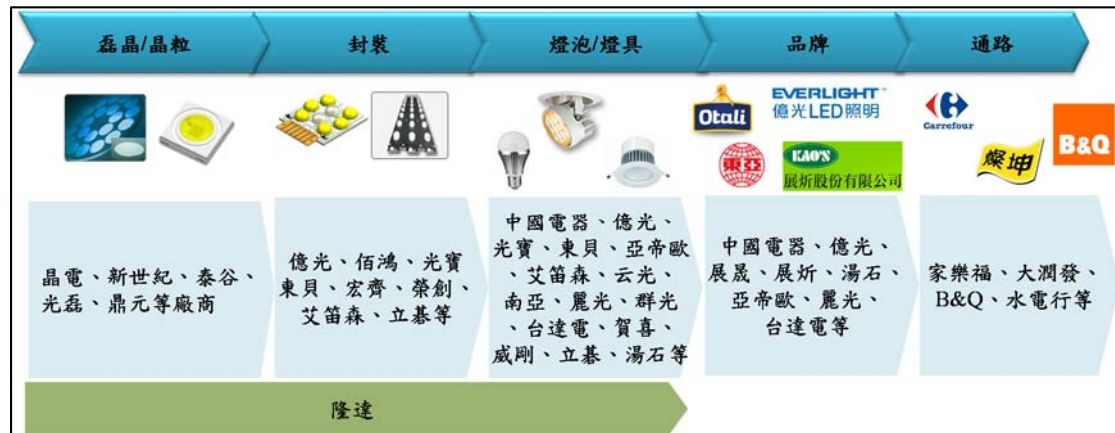 磊晶/晶粒
封裝
燈泡/燈具
品牌
通路
Otali
EVERLIGHT
億光LED照明
東亞
KAO'S
展炘股份有限公司
Carrefour
燦坤
B&Q
晶電、新世紀、泰谷、
光磊、鼎元等廠商
億光、佰鴻、光寶
東貝、宏齊、榮創、
艾笛森、立碁等
中國電器、億光、
光寶、東貝、亞帝歐
、艾笛森、云光、
南亞、麗光、群光
、台達電、賀喜、
威剛、立碁、湯石等
中國電器、億光、
展晟、展炘、湯石、
亞帝歐、麗光、
台達電等
家樂福、大潤發、
B&Q、水電行等
隆達